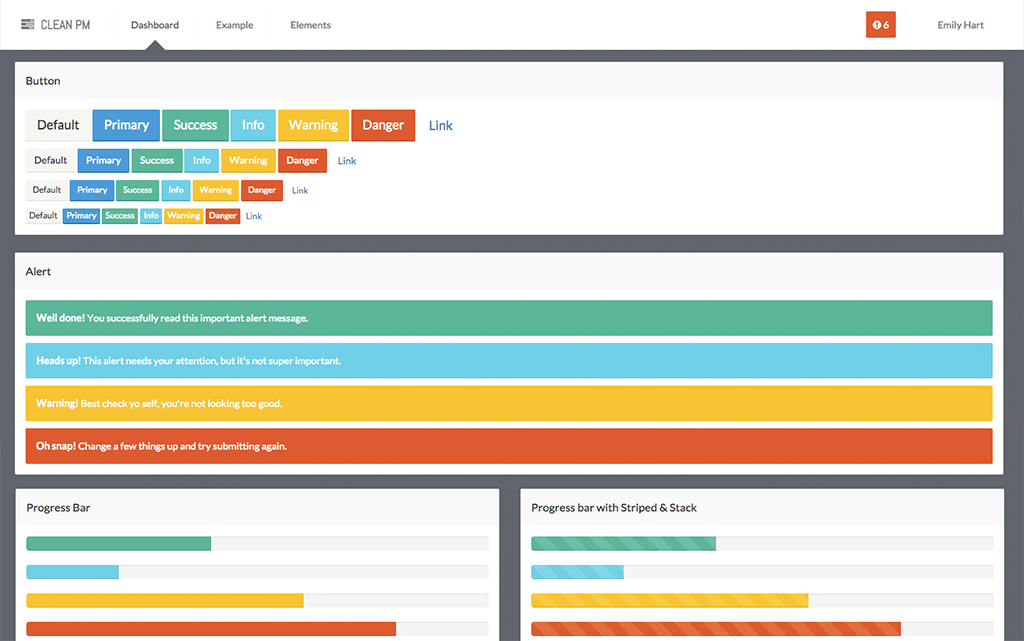 CLEAN PM Dashboard Example Elements 6 Emily Hart
Button
Default Primary Success Info Warning Danger Link
Default Primary Success Info Warning Danger Link
Default Primary Success Info Warning Danger Link
Default Primary Success Info Warning Danger Link
Alert
Well done! You successfully read this important alert message.
Heads up! This alert needs your attention, but it's not super important.
Warning! Best check yo self, you're not looking too good.
Oh snap! Change a few things up and try submitting again.
Progress Bar
Progress bar with Striped & Stack